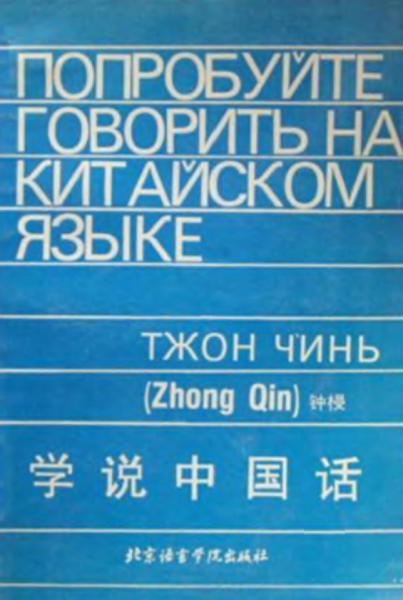 ПОПРОБУЙТЕ
ГОВОРИТЬ НА
КИТАЙСКОМ
ЯЗЫКЕ
ТЖОН ЧИНЬ
(Zhong Qin) 钟梫
学说中国话
北京语言学院出版社